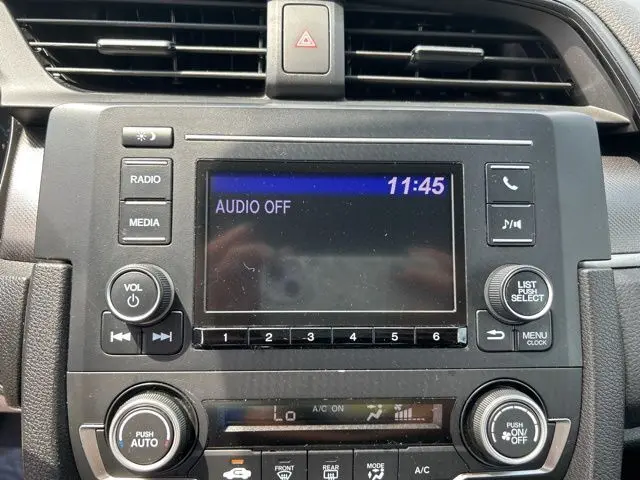 11:45
AUDIO OFF
RADIO
MEDIA
VOL
LIST
PUSH
SELECT
1 2 3 4 5 6
MENU
CLOCK
PUSH
AUTO
Lo
A/C ON
PUSH
ON/
OFF
FRONT
REAR
MODE
A/C